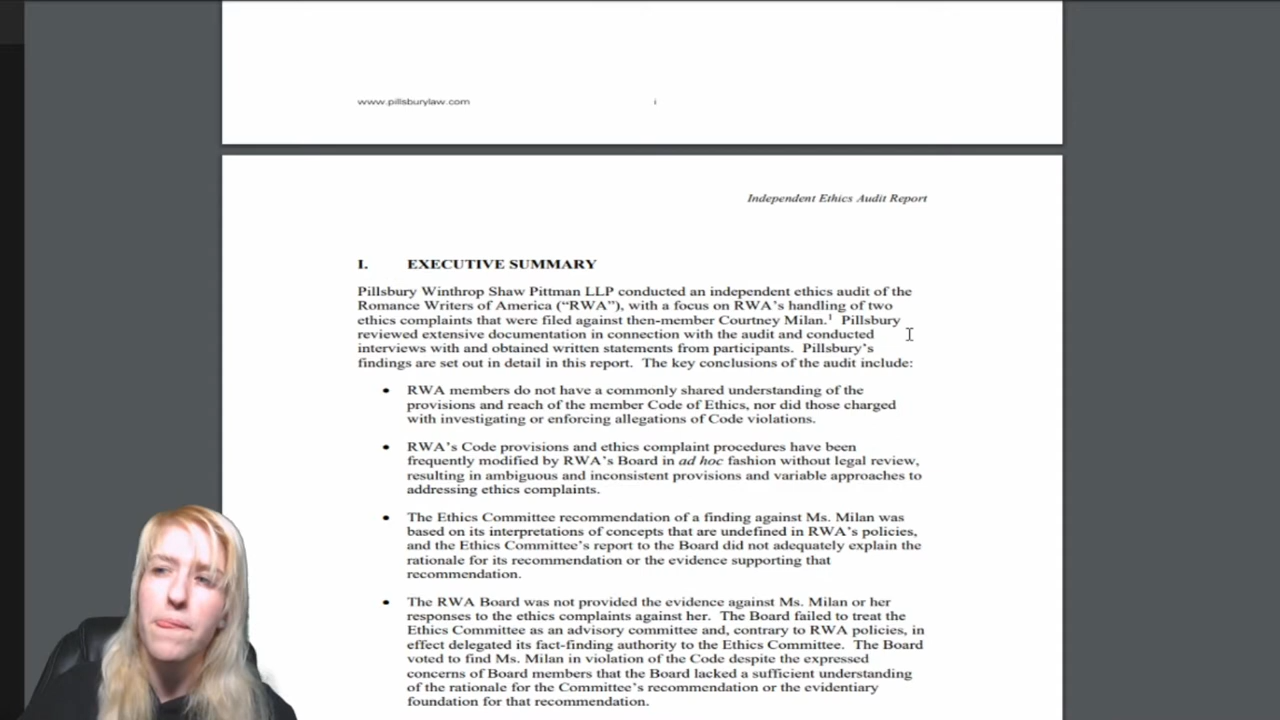 www.pillsburylaw.com i
Independent Ethics Audit Report
I. EXECUTIVE SUMMARY
Pillsbury Winthrop Shaw Pittman LLP conducted an independent ethics audit of the
Romance Writers of America (“RWA”), with a focus on RWA’s handling of two
ethics complaints that were filed against then-member Courtney Milan.1 Pillsbury
reviewed extensive documentation in connection with the audit and conducted
interviews with and obtained written statements from participants. Pillsbury’s
findings are set out in detail in this report. The key conclusions of the audit include:
• RWA members do not have a commonly shared understanding of the
provisions and reach of the member Code of Ethics, nor did those charged
with investigating or enforcing allegations of Code violations.
• RWA’s Code provisions and ethics complaint procedures have been
frequently modified by RWA’s Board in ad hoc fashion without legal review,
resulting in ambiguous and inconsistent provisions and variable approaches to
addressing ethics complaints.
• The Ethics Committee recommendation of a finding against Ms. Milan was
based on its interpretations of concepts that are undefined in RWA’s policies,
and the Ethics Committee’s report to the Board did not adequately explain the
rationale for its recommendation or the evidence supporting that
recommendation.
• The RWA Board was not provided the evidence against Ms. Milan or her
responses to the ethics complaints against her. The Board failed to treat the
Ethics Committee as an advisory committee and, contrary to RWA policies, in
effect delegated its fact-finding authority to the Ethics Committee. The Board
voted to find Ms. Milan in violation of the Code despite the expressed
concerns of Board members that the Board lacked a sufficient understanding
of the rationale for the Committee’s recommendation or the evidentiary
foundation for that recommendation.